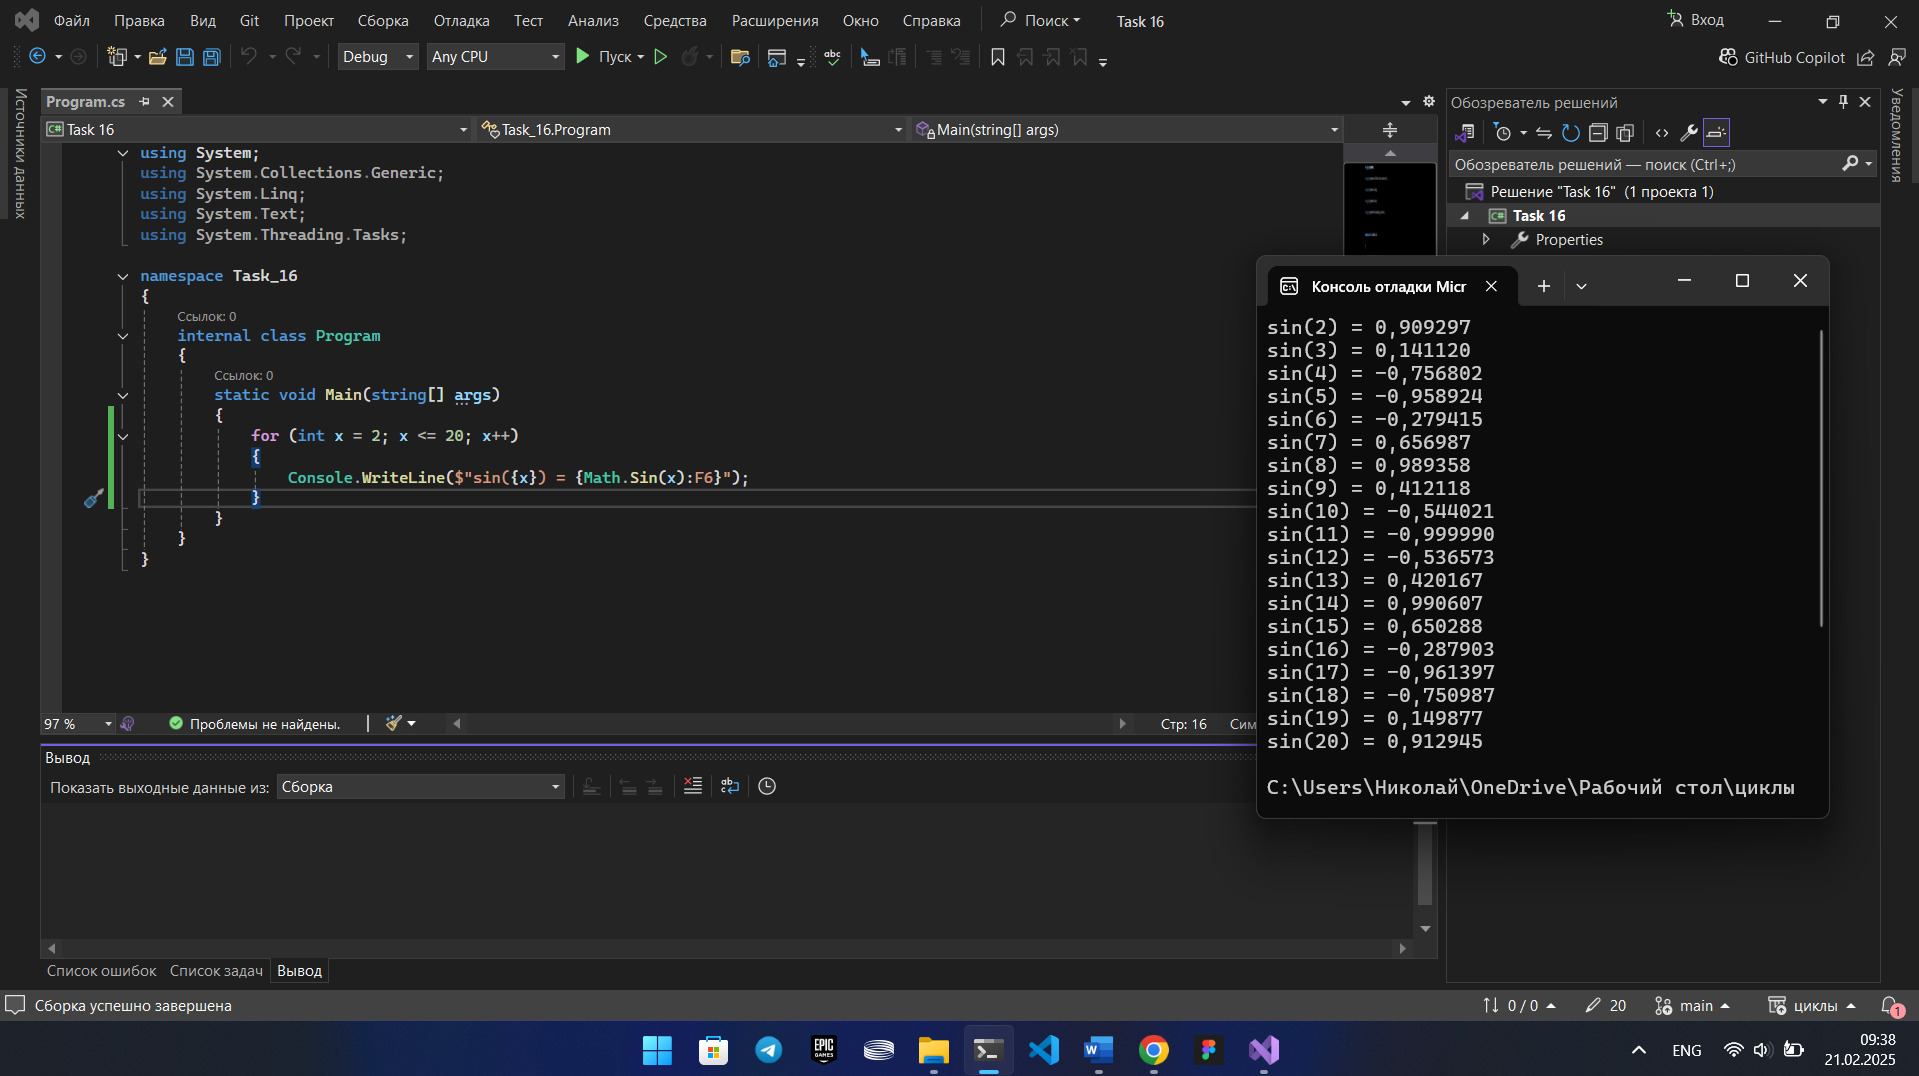 Файл Правка Вид Git Проект Сборка Отладка Тест Анализ Средства Расширения Окно Справка Поиск Task 16 Вход
Debug Any CPU Пуск abc GitHub Copilot
Источники данных
Program.cs
Task 16 Task_16.Program Main(string[] args)
using System;
using System.Collections.Generic;
using System.Linq;
using System.Text;
using System.Threading.Tasks;
namespace Task_16
{
Ссылок: 0
internal class Program
{
Ссылок: 0
static void Main(string[] args)
{
for (int x = 2; x <= 20; x++)
{
Console.WriteLine($"sin({x}) = {Math.Sin(x):F6}");
}
}
}
}
97 % Проблемы не найдены. Стр: 16 Сим
Вывод
Показать выходные данные из: Сборка
Список ошибок Список задач Вывод
Обозреватель решений
Обозреватель решений — поиск (Ctrl+;)
Решение "Task 16" (1 проекта 1)
C# Task 16
Properties
Уведомления
Консоль отладки Micr
sin(2) = 0,909297
sin(3) = 0,141120
sin(4) = -0,756802
sin(5) = -0,958924
sin(6) = -0,279415
sin(7) = 0,656987
sin(8) = 0,989358
sin(9) = 0,412118
sin(10) = -0,544021
sin(11) = -0,999990
sin(12) = -0,536573
sin(13) = 0,420167
sin(14) = 0,990607
sin(15) = 0,650288
sin(16) = -0,287903
sin(17) = -0,961397
sin(18) = -0,750987
sin(19) = 0,149877
sin(20) = 0,912945
C:\Users\Николай\OneDrive\Рабочий стол\циклы
Сборка успешно завершена 0 / 0 20 main циклы 1
EPIC GAMES ENG 09:38
21.02.2025